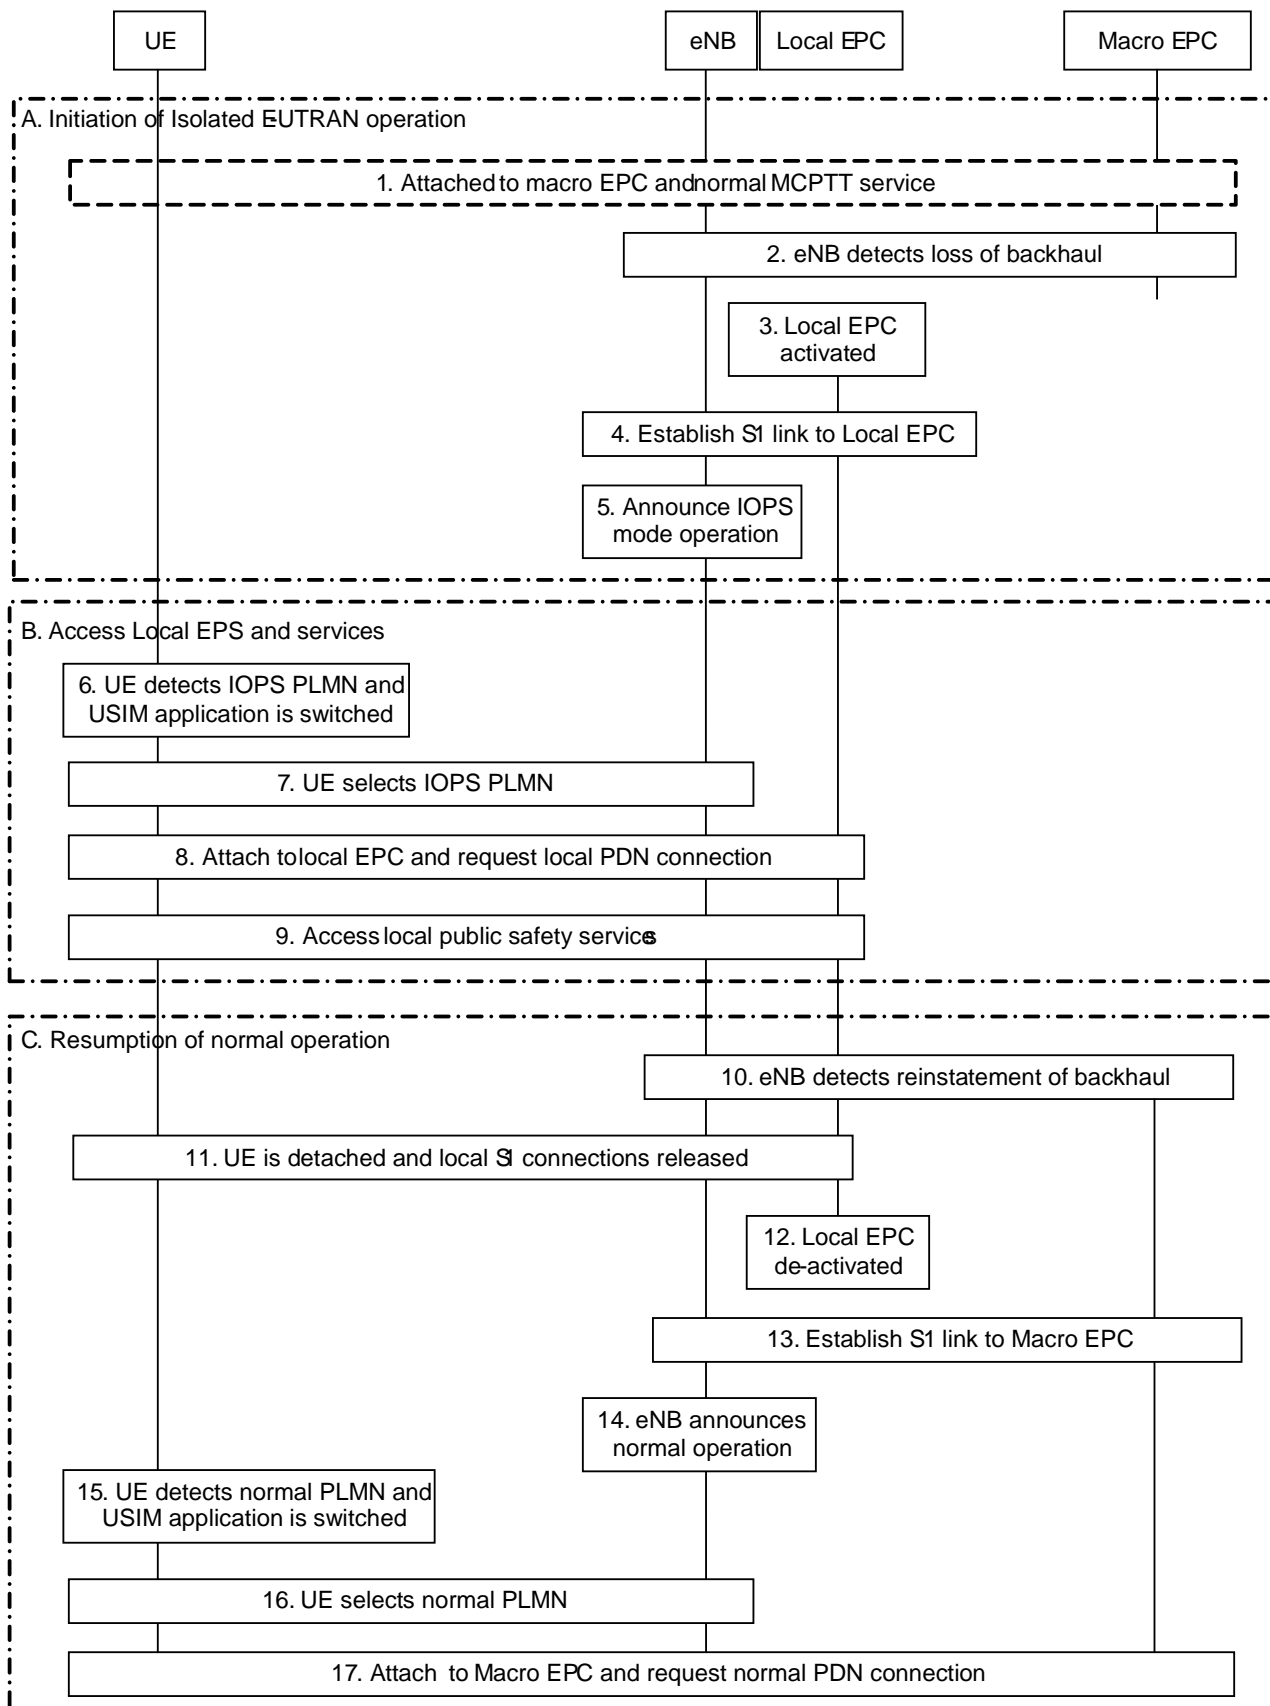 UE
eNB
Local EPC
Macro EPC
A. Initiation of Isolated E-UTRAN operation
1. Attached to macro EPC and normal MCPTT service
2. eNB detects loss of backhaul
3. Local EPC
activated
4. Establish S1 link to Local EPC
5. Announce IOPS
mode operation
B. Access Local EPS and services
6. UE detects IOPS PLMN and
USIM application is switched
7. UE selects IOPS PLMN
8. Attach to local EPC and request local PDN connection
9. Access local public safety services
C. Resumption of normal operation
10. eNB detects reinstatement of backhaul
11. UE is detached and local S1 connections released
12. Local EPC
de-activated
13. Establish S1 link to Macro EPC
14. eNB announces
normal operation
15. UE detects normal PLMN and
USIM application is switched
16. UE selects normal PLMN
17. Attach to Macro EPC and request normal PDN connection